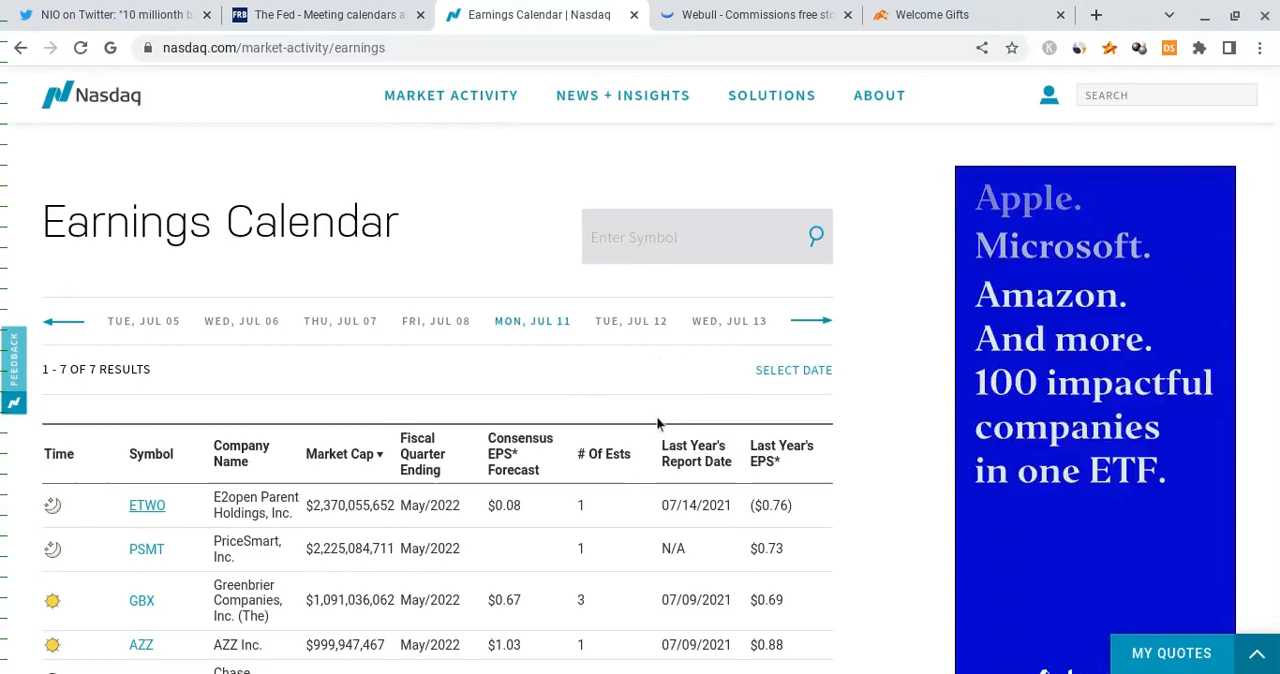 NIO on Twitter: "10 millionth b
The Fed - Meeting calendars a
Earnings Calendar | Nasdaq
Webull - Commissions free sto
Welcome Gifts
nasdaq.com/market-activity/earnings
Nasdaq
MARKET ACTIVITY
NEWS + INSIGHTS
SOLUTIONS
ABOUT
SEARCH
Earnings Calendar
Enter Symbol
TUE, JUL 05 WED, JUL 06 THU, JUL 07 FRI, JUL 08 MON, JUL 11 TUE, JUL 12 WED, JUL 13
1 - 7 OF 7 RESULTS
SELECT DATE
Time Symbol Company Name Market Cap Fiscal Quarter Ending Consensus EPS* Forecast # Of Ests Last Year's Report Date Last Year's EPS*
ETWO E2open Parent Holdings, Inc. $2,370,055,652 May/2022 $0.08 1 07/14/2021 ($0.76)
PSMT PriceSmart, Inc. $2,225,084,711 May/2022 1 N/A $0.73
GBX Greenbrier Companies, Inc. (The) $1,091,036,062 May/2022 $0.67 3 07/09/2021 $0.69
AZZ AZZ Inc. $999,947,467 May/2022 $1.03 1 07/09/2021 $0.88
Chase
FEEDBACK
Apple.
Microsoft.
Amazon.
And more.
100 impactful
companies
in one ETF.
MY QUOTES
FRB
K
DS